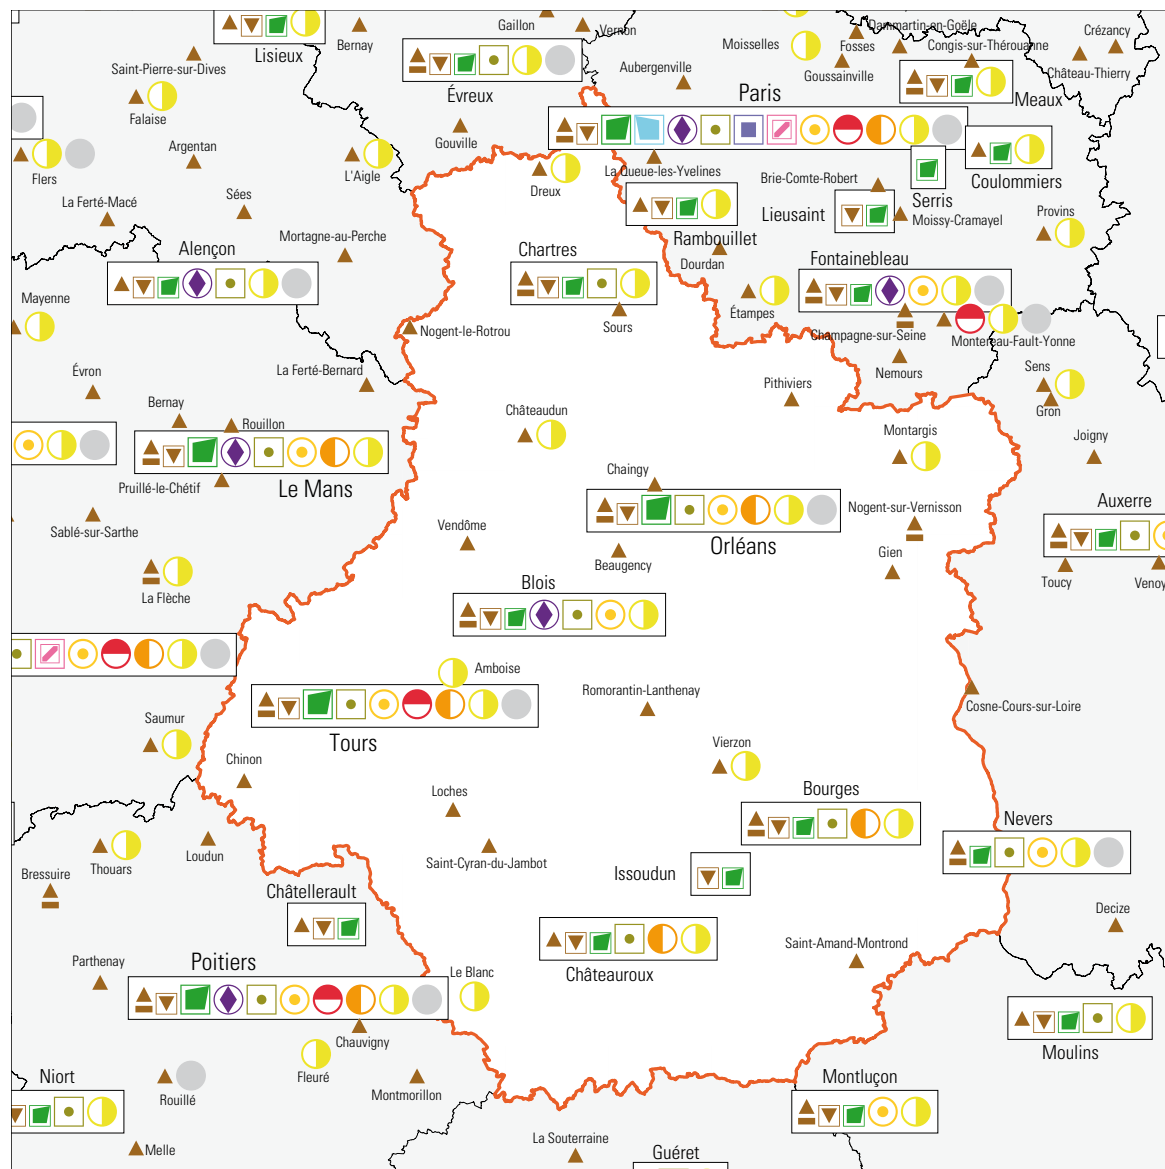 Lisieux
Bernay
Gaillon
Vernon
Moisselles
Dammartin-en-Goële
Fosses
Congis-sur-Thérouanne
Crézancy
Château-Thierry
Saint-Pierre-sur-Dives
Goussainville
Aubergenville
Évreux
Paris
Meaux
Falaise
Argentan
Gouville
Flers
L'Aigle
Dreux
La Queue-les-Yvelines
Brie-Comte-Robert
Serris
Coulommiers
La Ferté-Macé
Sées
Lieusaint
Moissy-Cramayel
Provins
Mortagne-au-Perche
Rambouillet
Alençon
Chartres
Dourdan
Fontainebleau
Mayenne
Sours
Étampes
Nogent-le-Rotrou
Champagne-sur-Seine
Montereau-Fault-Yonne
Évron
La Ferté-Bernard
Nemours
Sens
Pithiviers
Bernay
Châteaudun
Gron
Rouillon
Montargis
Joigny
Chaingy
Pruillé-le-Chétif
Le Mans
Nogent-sur-Vernisson
Auxerre
Sablé-sur-Sarthe
Vendôme
Orléans
Gien
Beaugency
Toucy
Venoy
Blois
La Flèche
Amboise
Romorantin-Lanthenay
Cosne-Cours-sur-Loire
Saumur
Tours
Vierzon
Chinon
Loches
Bourges
Nevers
Loudun
Saint-Cyran-du-Jambot
Thouars
Bressuire
Issoudun
Châtellerault
Decize
Saint-Amand-Montrond
Parthenay
Poitiers
Châteauroux
Le Blanc
Chauvigny
Moulins
Fleuré
Niort
Rouillé
Montmorillon
Montluçon
Melle
La Souterraine
Guéret